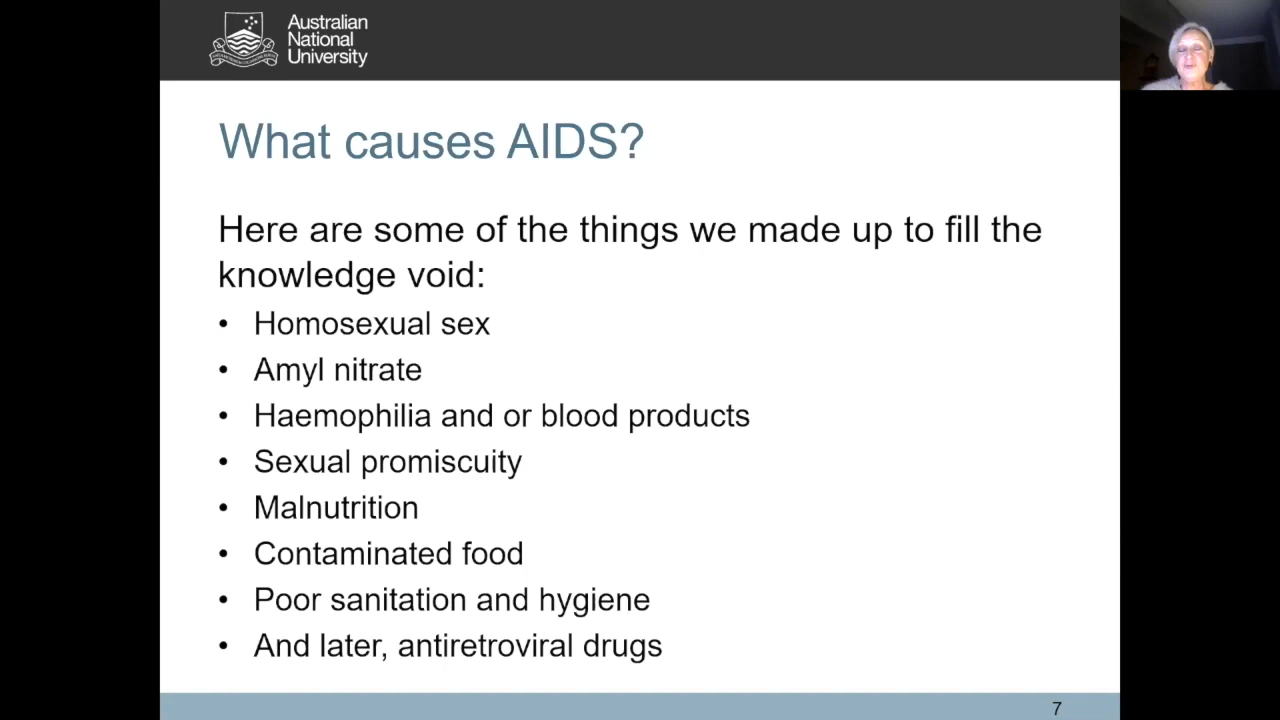 Australian
National
University
What causes AIDS?
Here are some of the things we made up to fill the
knowledge void:
• Homosexual sex
• Amyl nitrate
• Haemophilia and or blood products
• Sexual promiscuity
• Malnutrition
• Contaminated food
• Poor sanitation and hygiene
• And later, antiretroviral drugs
7